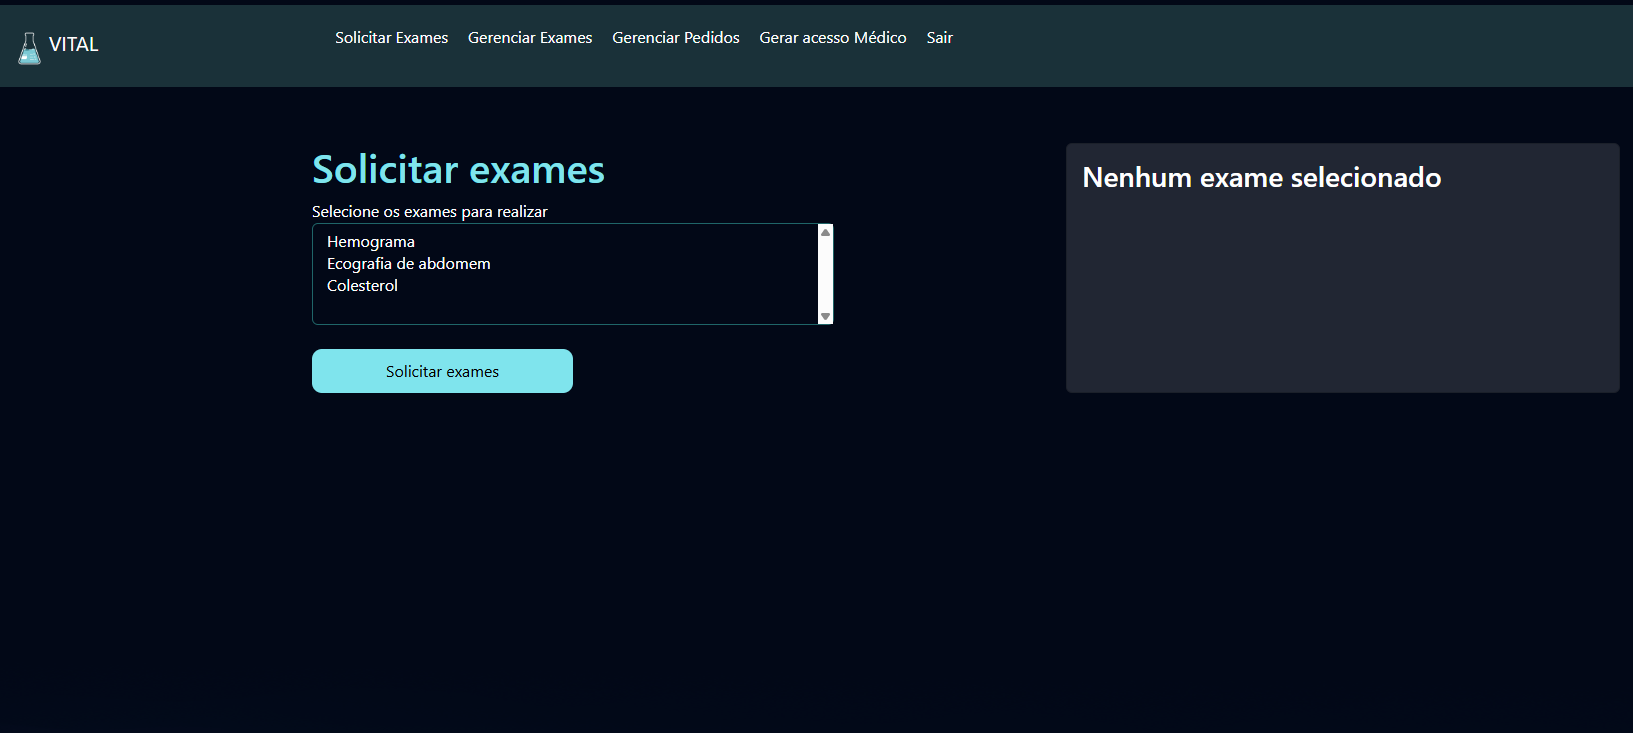 VITAL
Solicitar Exames Gerenciar Exames Gerenciar Pedidos Gerar acesso Médico Sair
Solicitar exames
Selecione os exames para realizar
Hemograma
Ecografia de abdomem
Colesterol
Solicitar exames
Nenhum exame selecionado